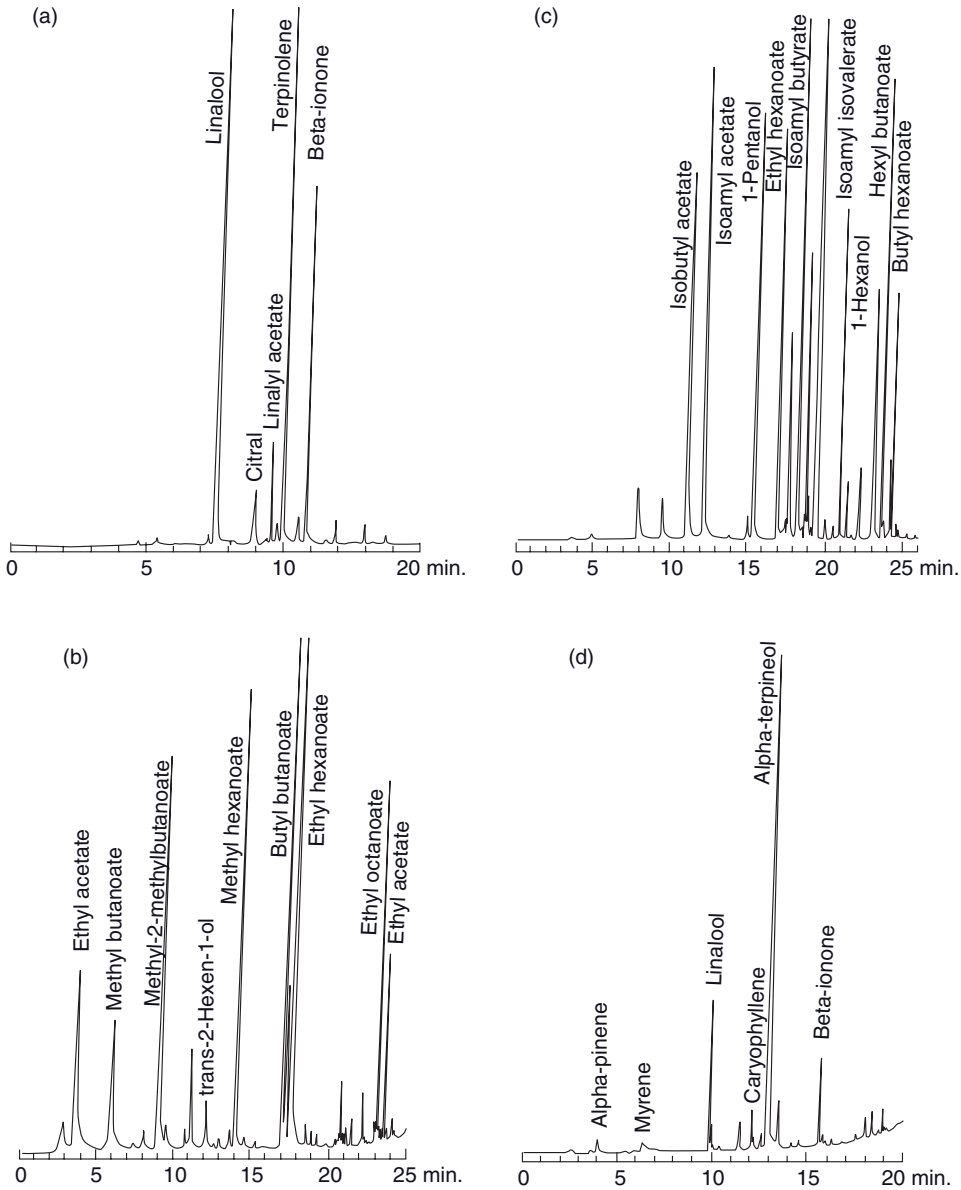 (a)
Linalool
Citral
Linalyl acetate
Terpinolene
Beta-ionone
0 5 10 20 min.
(c)
Isobutyl acetate
Isoamyl acetate
1-Pentanol
Ethyl hexanoate
Isoamyl butyrate
Isoamyl isovalerate
1-Hexanol
Hexyl butanoate
Butyl hexanoate
0 5 10 15 20 25 min.
(b)
Ethyl acetate
Methyl butanoate
Methyl-2-methylbutanoate
trans-2-Hexen-1-ol
Methyl hexanoate
Butyl butanoate
Ethyl hexanoate
Ethyl octanoate
Ethyl acetate
0 5 10 15 20 25 min.
(d)
Alpha-pinene
Myrene
Linalool
Caryophyllene
Alpha-terpineol
Beta-ionone
0 5 10 15 20 min.